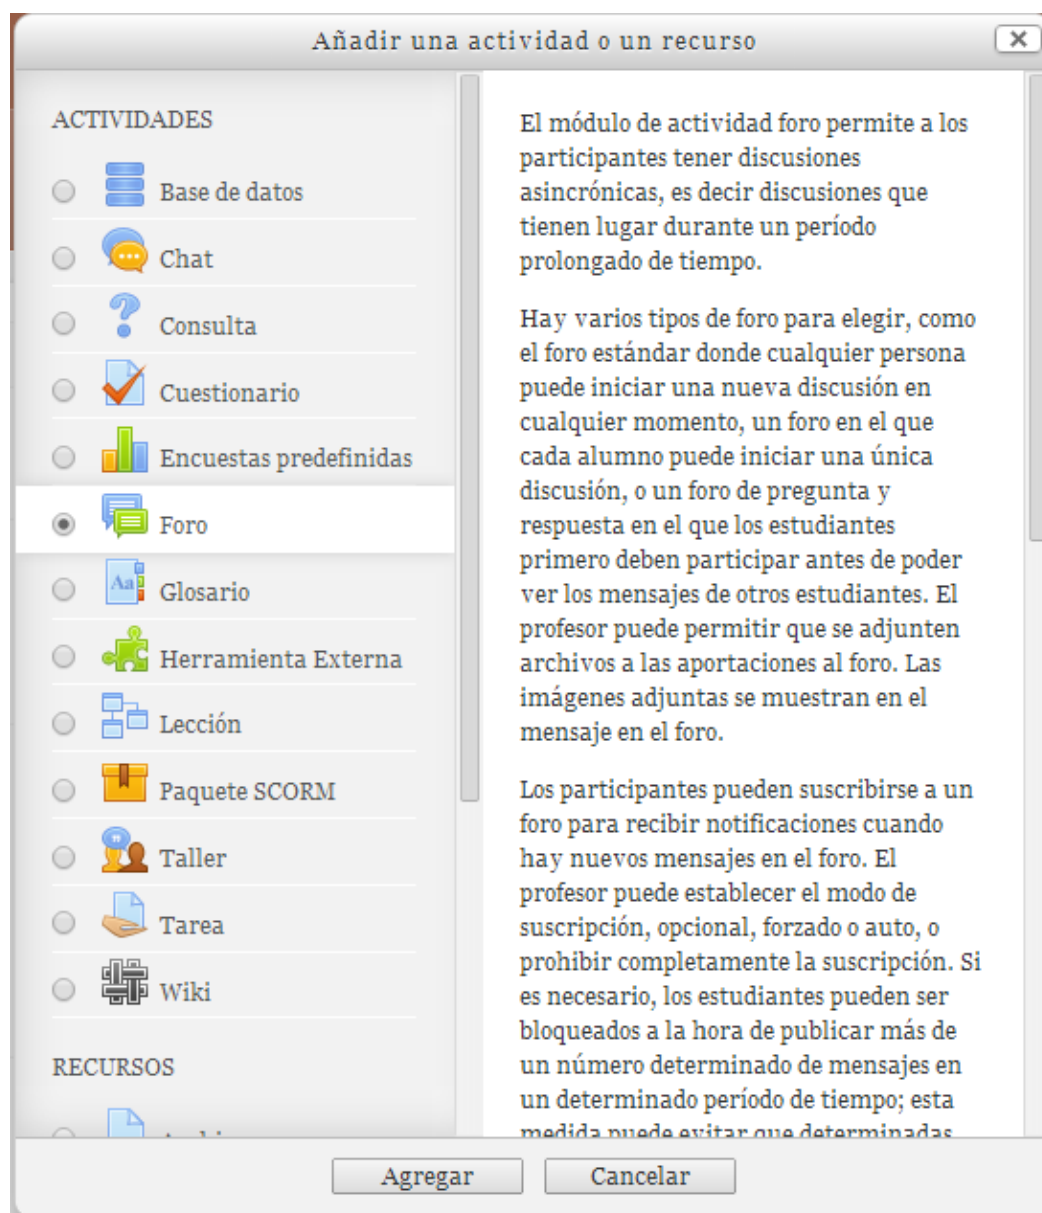 Añadir una actividad o un recurso
ACTIVIDADES
Base de datos
Chat
Consulta
Cuestionario
Encuestas predefinidas
Foro
Aa
Glosario
Herramienta Externa
Lección
Paquete SCORM
Taller
Tarea
Wiki
RECURSOS
El módulo de actividad foro permite a los
participantes tener discusiones
asincrónicas, es decir discusiones que
tienen lugar durante un período
prolongado de tiempo.
Hay varios tipos de foro para elegir, como
el foro estándar donde cualquier persona
puede iniciar una nueva discusión en
cualquier momento, un foro en el que
cada alumno puede iniciar una única
discusión, o un foro de pregunta y
respuesta en el que los estudiantes
primero deben participar antes de poder
ver los mensajes de otros estudiantes. El
profesor puede permitir que se adjunten
archivos a las aportaciones al foro. Las
imágenes adjuntas se muestran en el
mensaje en el foro.
Los participantes pueden suscribirse a un
foro para recibir notificaciones cuando
hay nuevos mensajes en el foro. El
profesor puede establecer el modo de
suscripción, opcional, forzado o auto, o
prohibir completamente la suscripción. Si
es necesario, los estudiantes pueden ser
bloqueados a la hora de publicar más de
un número determinado de mensajes en
un determinado período de tiempo; esta
medida puede evitar que determinadas
Agregar
Cancelar